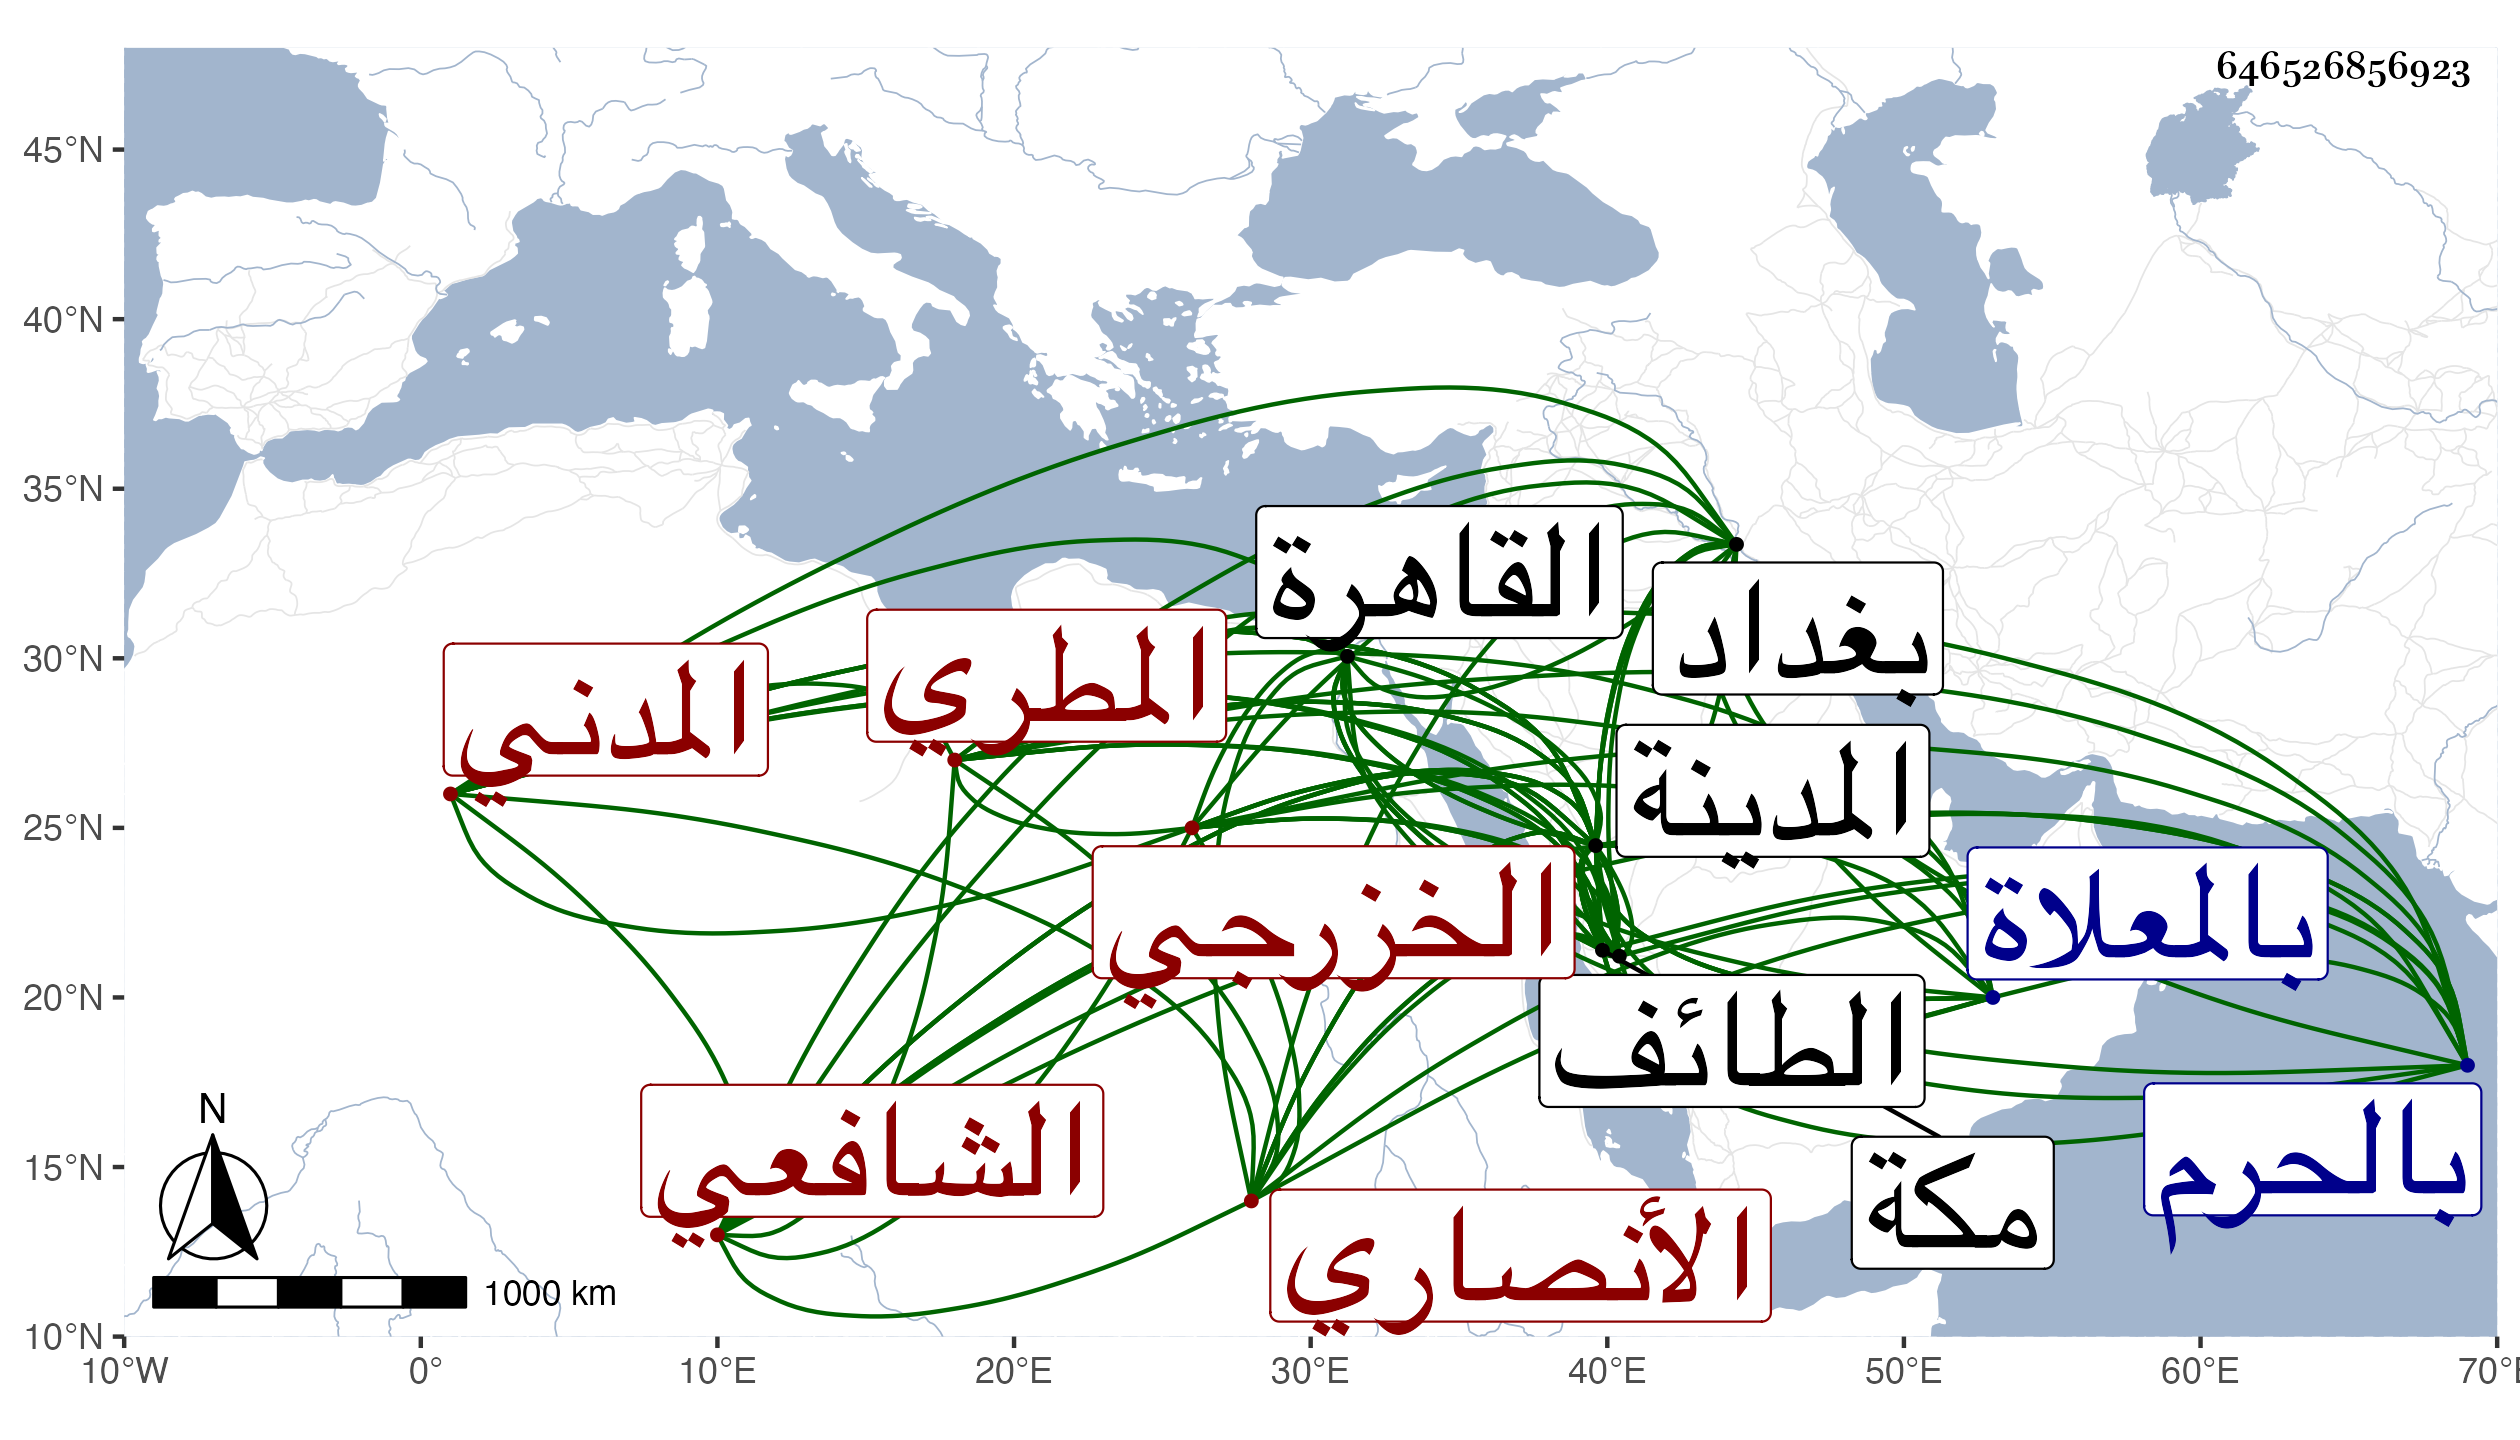 646526856923
45°N
40°N
35°N
30°N
25°N
20°N
15°N
10°N
القاهرة
بغداد
المطري
المدني
المدينة
الخزرجي
بالمعلاة
الطائف
الشافعي
بالحرم
مكة
الأنصاري
N
1000 km
10°W 0° 10°E 20°E 30°E 40°E 50°E 60°E 70°E